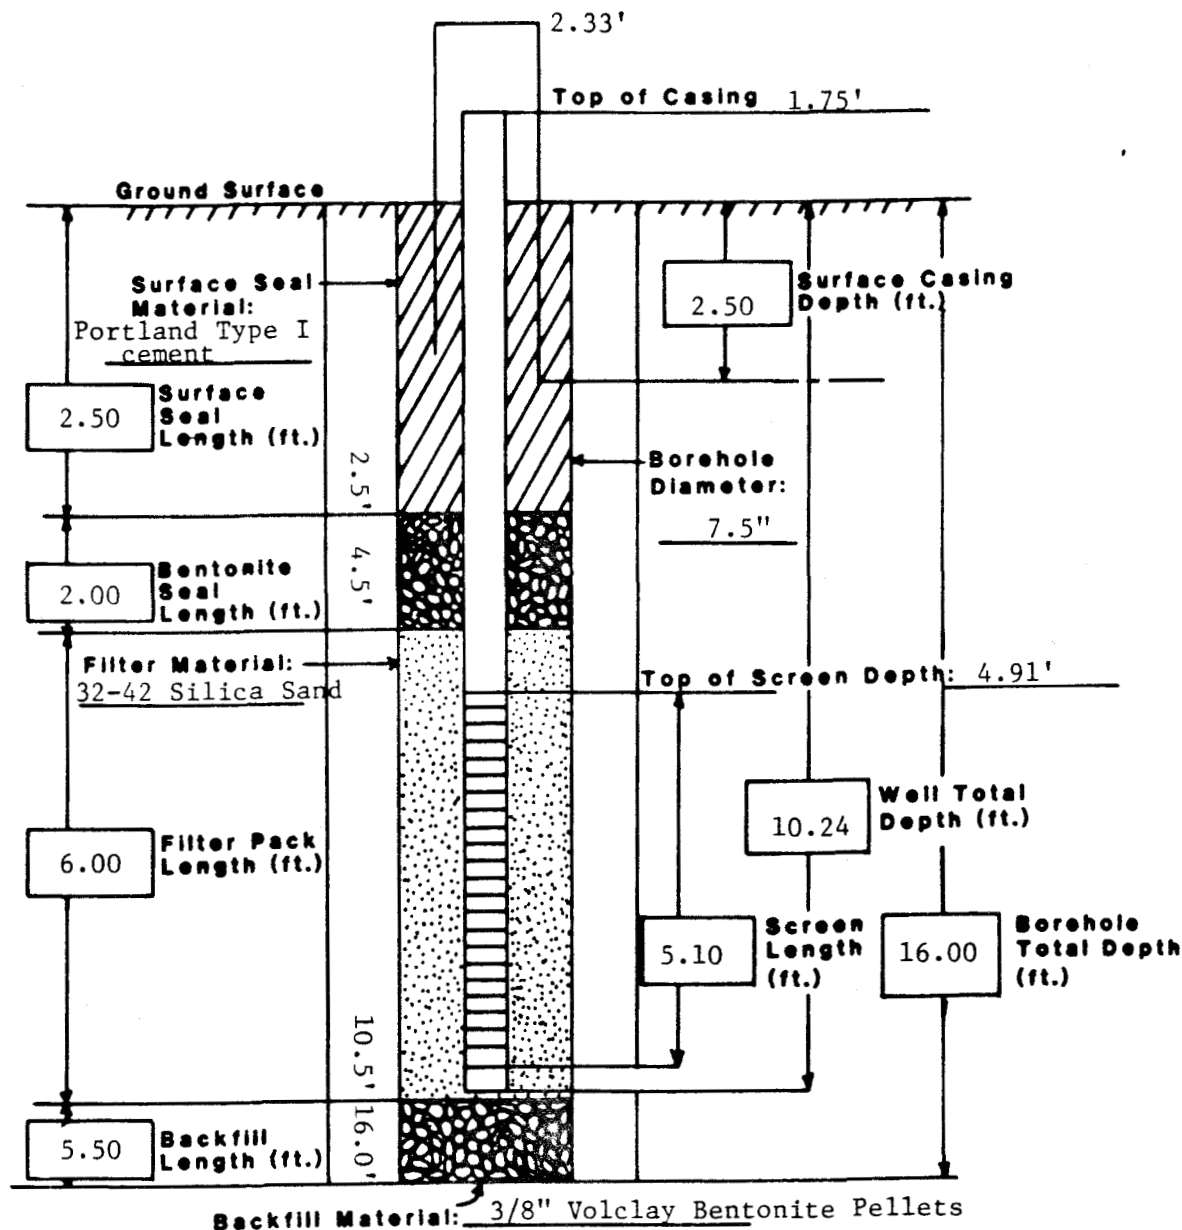 2.33'
Top of Casing 1.75'
Ground Surface
Surface Seal
Material:
Portland Type I
cement
2.50
Surface Casing
Depth (ft.)
2.50
Surface
Seal
Length (ft.)
2.5'
Borehole
Diameter:
7.5"
2.00
Bentonite
Seal
Length (ft.)
4.5'
Filter Material:
32-42 Silica Sand
Top of Screen Depth: 4.91'
6.00
Filter Pack
Length (ft.)
10.24
Well Total
Depth (ft.)
5.10
Screen
Length
(ft.)
16.00
Borehole
Total Depth
(ft.)
10.5'
5.50
Backfill
Length (ft.)
16.0'
Backfill Material: 3/8" Volclay Bentonite Pellets